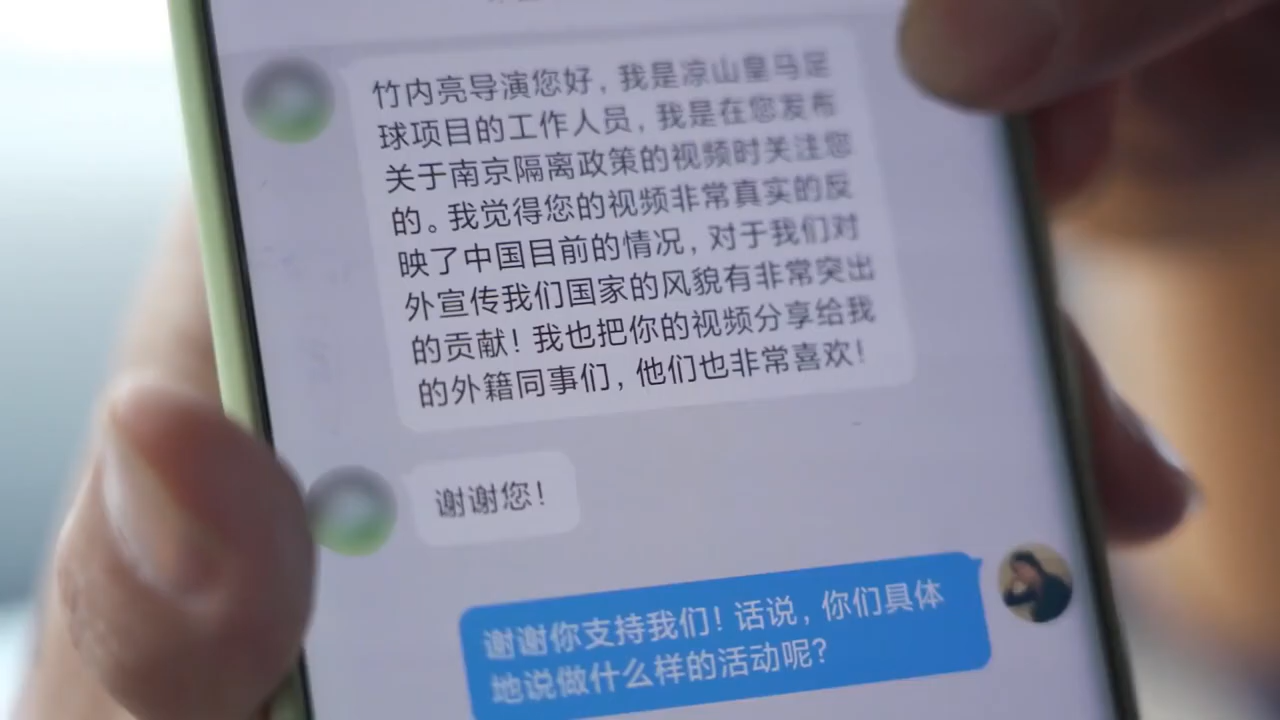 竹内亮导演您好，我是凉山皇马足
球项目的工作人员，我是在您发布
关于南京隔离政策的视频时关注您
的。我觉得您的视频非常真实的反
映了中国目前的情况，对于我们对
外宣传我们国家的风貌有非常突出
的贡献！我也把你的视频分享给我
的外籍同事们，他们也非常喜欢！
谢谢您！
谢谢你支持我们！话说，你们具体
地说做什么样的活动呢？